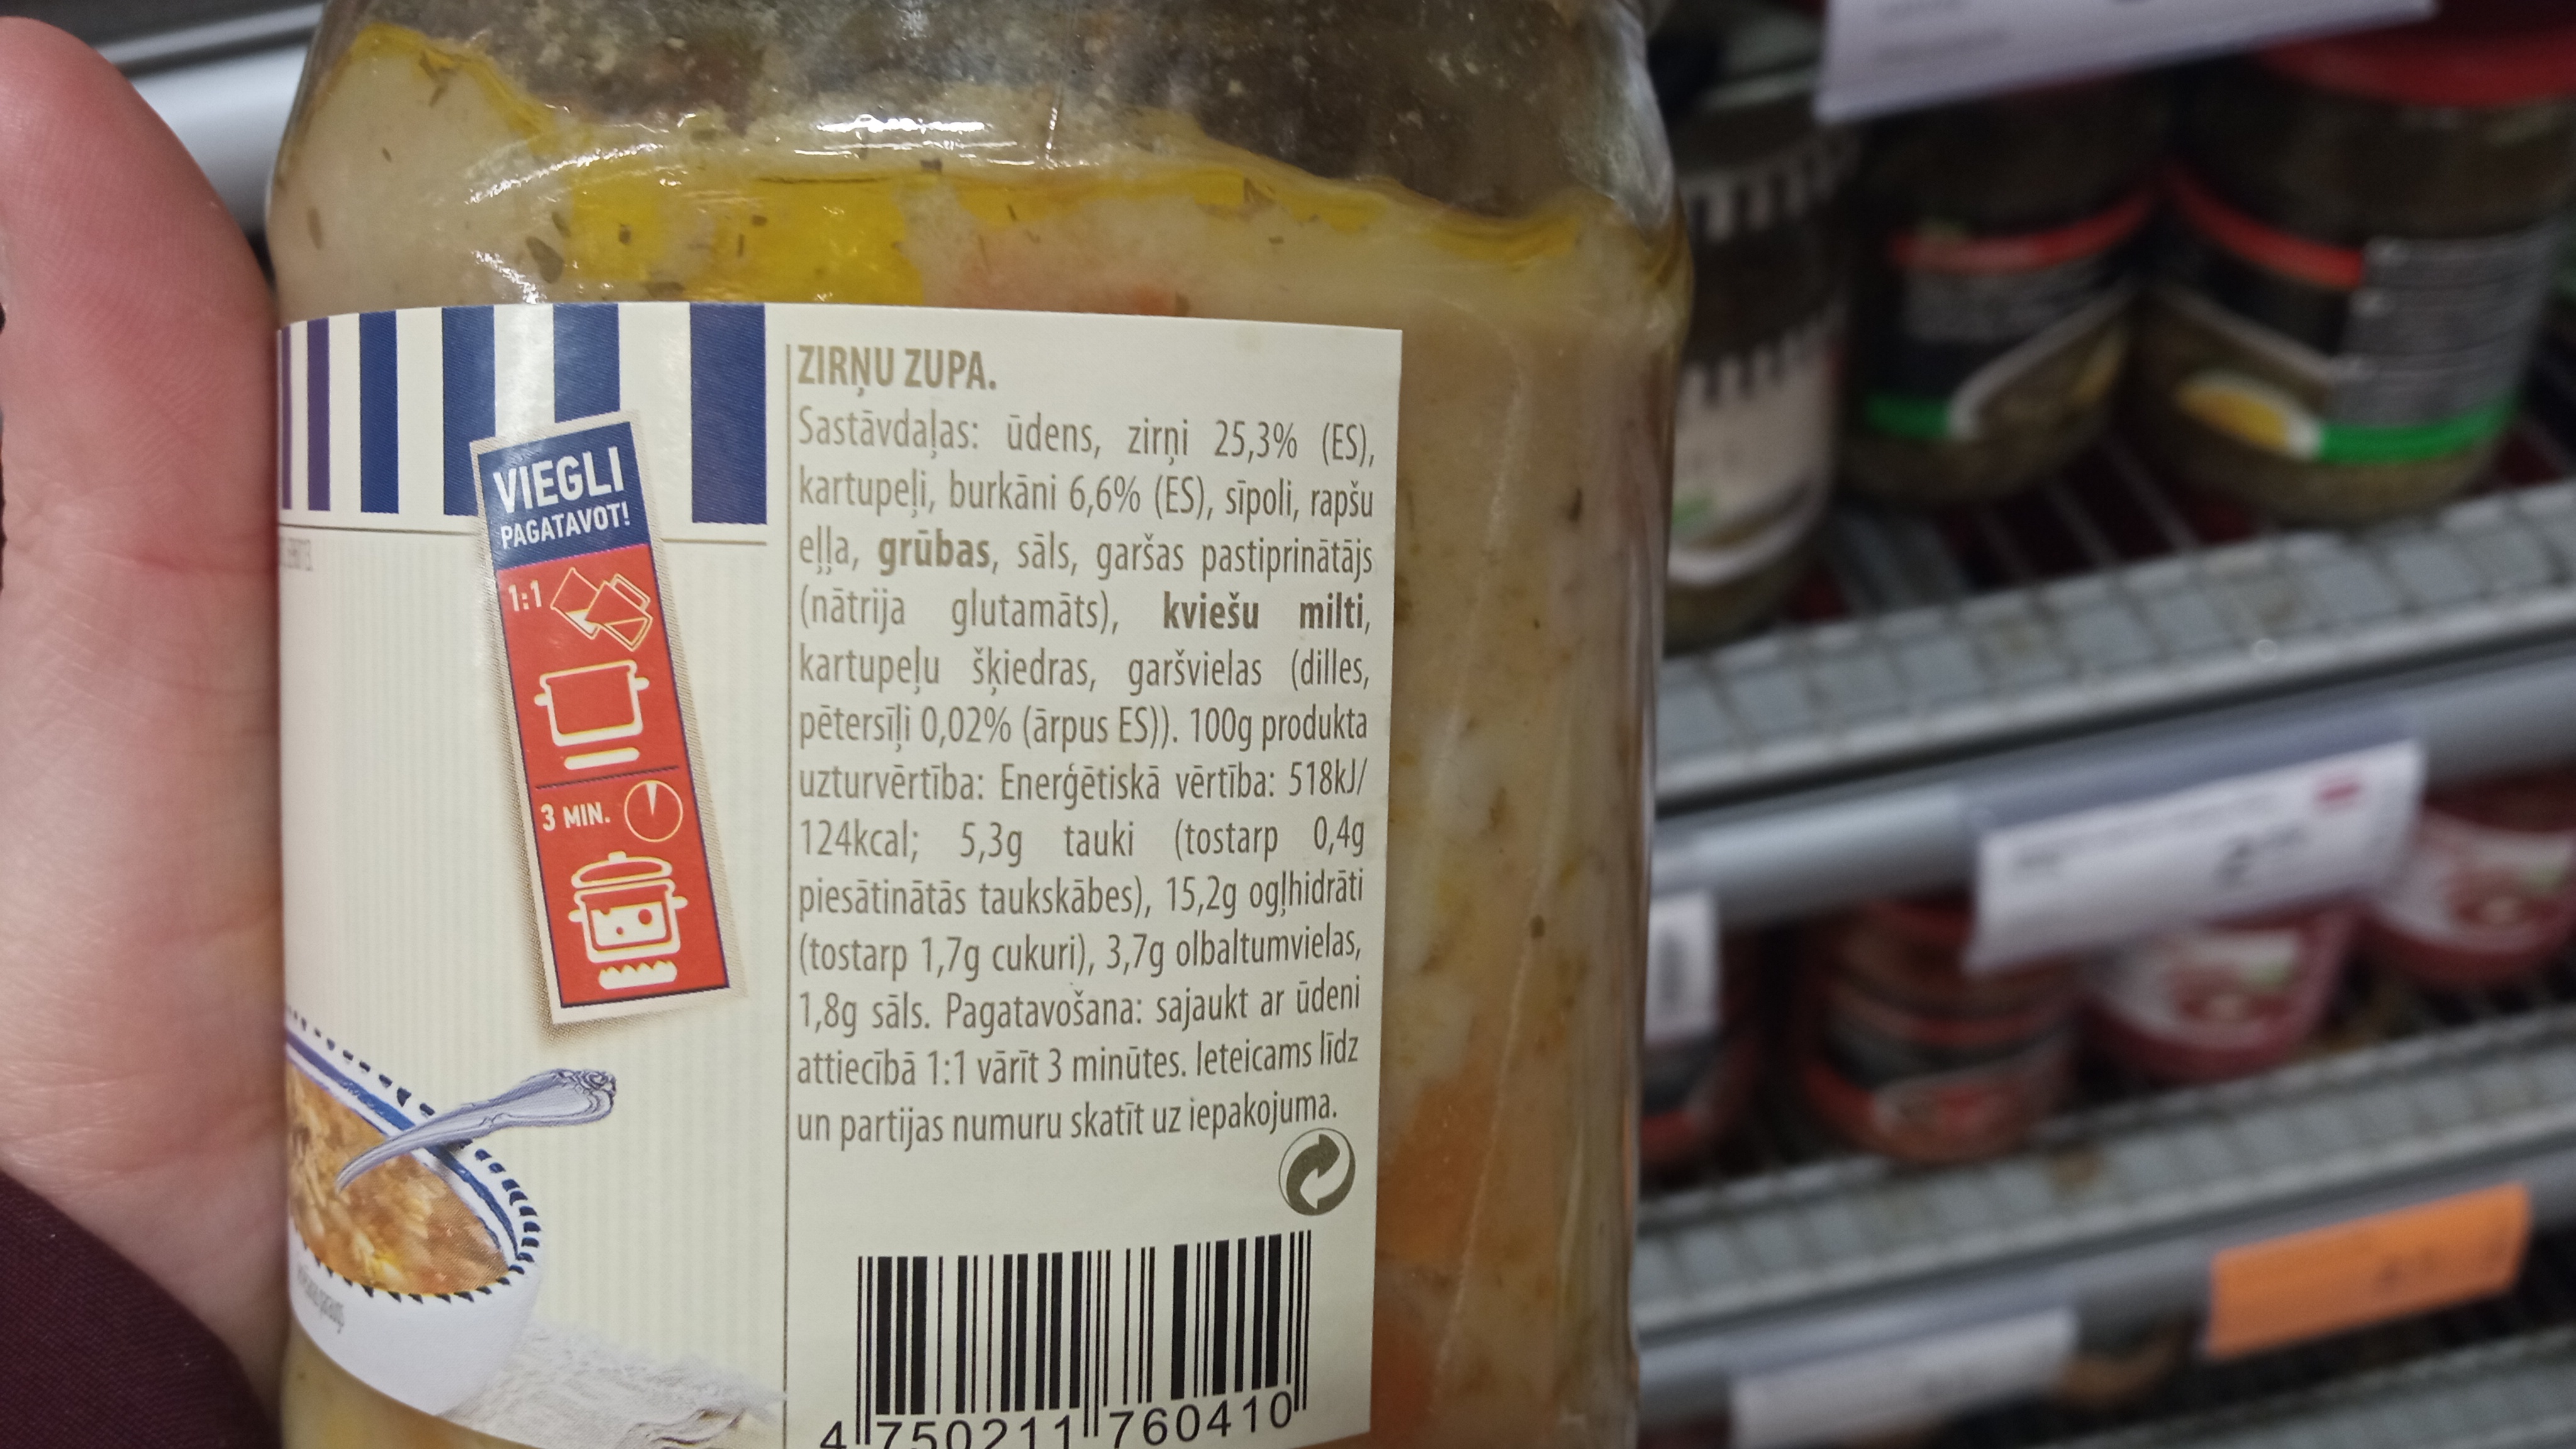 VIEGLI
PAGATAVOT!
1:1
3 MIN.
ZIRŅU ZUPA.
Sastāvdaļas: ūdens, zirņi 25,3% (ES),
kartupeļi, burkāni 6,6% (ES), sīpoli, rapšu
eļļa, grūbas, sāls, garšas pastiprinātājs
(nātrija glutamāts), kviešu milti,
kartupeļu šķiedras, garšvielas (dilles,
pētersīļi 0,02% (ārpus ES)). 100g produkta
uzturvērtība: Enerģētiskā vērtība: 518kJ/
124kcal; 5,3g tauki (tostarp 0,4g
piesātinātās taukskābes), 15,2g ogļhidrāti
(tostarp 1,7g cukuri), 3,7g olbaltumvielas,
1,8g sāls. Pagatavošana: sajaukt ar ūdeni
attiecībā 1:1 vārīt 3 minūtes. Ieteicams līdz
un partijas numuru skatīt uz iepakojuma.
4 750211 760410